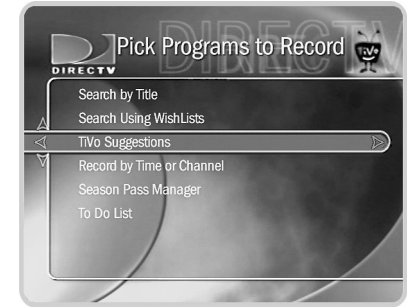 DIRECTV
Pick Programs to Record
TiVo
DIRECTV
Search by Title
Search Using WishLists
TiVo Suggestions
Record by Time or Channel
Season Pass Manager
To Do List